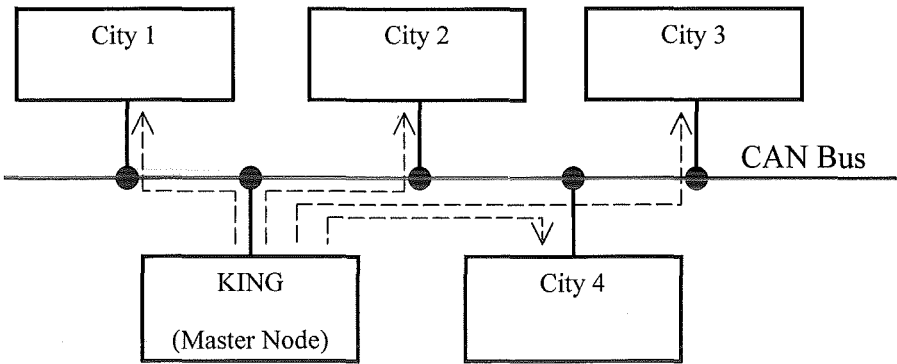 City 1
City 2
City 3
CAN Bus
KING
(Master Node)
City 4